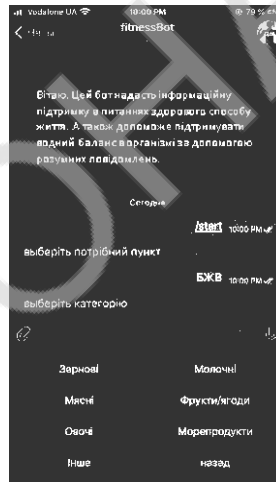 Vodafone UA 10:00 PM 79 %
fitnessBot
Вітаю. Цей бот надасть інформаційну
підтримку в питаннях здорового способу
життя. А також допоможе підтримувати
водний баланс в організмі за допомогою
розумних повідомлень.
Сегодня
/start 10:00 PM
выберіть потрібний пункт
БЖВ 10:00 PM
выберіть категорію
Зернові Молочні
Мясні Фрукти/ягоди
Овочі Морепродукти
Інше назад